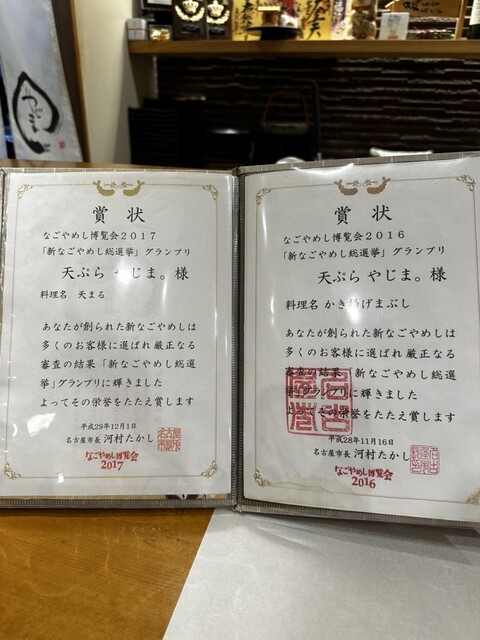 賞状
なごやめし博覧会2017
「新なごやめし総選挙」グランプリ
天ぷら やじま。様
料理名 天まる
あなたが創られた新なごやめしは
多くのお客様に選ばれ厳正なる
審査の結果「新なごやめし総選
挙」グランプリに輝きました
よってその栄誉をたたえ賞します
平成29年12月1日
名古屋市長 河村たかし
なごやめし博覧会
2017
賞状
なごやめし博覧会2016
「新なごやめし総選挙」グランプリ
天ぷら やじま。様
料理名 かき揚げまぶし
あなたが創られた新なごやめしは
多くのお客様に選ばれ厳正なる
審査の結果「新なごやめし総選
挙」グランプリに輝きました
よってその栄誉をたたえ賞します
平成28年11月16日
名古屋市長 河村たかし
なごやめし博覧会
2016